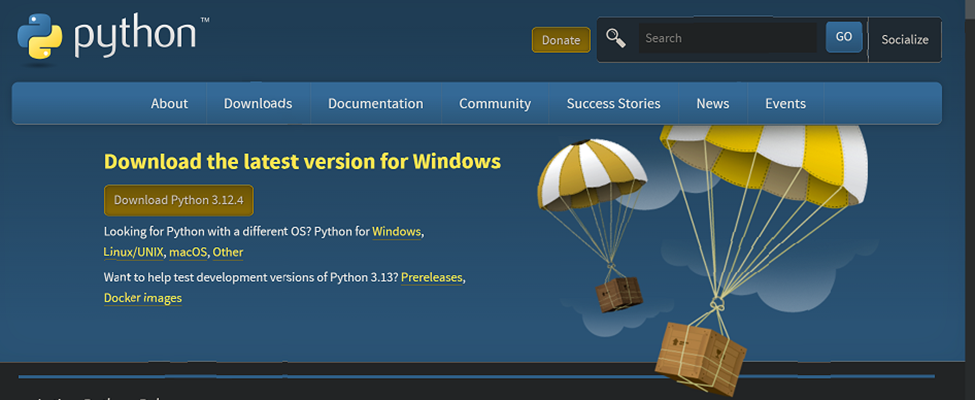 python™
Donate
Search
GO
Socialize
About
Downloads
Documentation
Community
Success Stories
News
Events
Download the latest version for Windows
Download Python 3.12.4
Looking for Python with a different OS? Python for Windows,
Linux/UNIX, macOS, Other
Want to help test development versions of Python 3.13? Prereleases,
Docker images